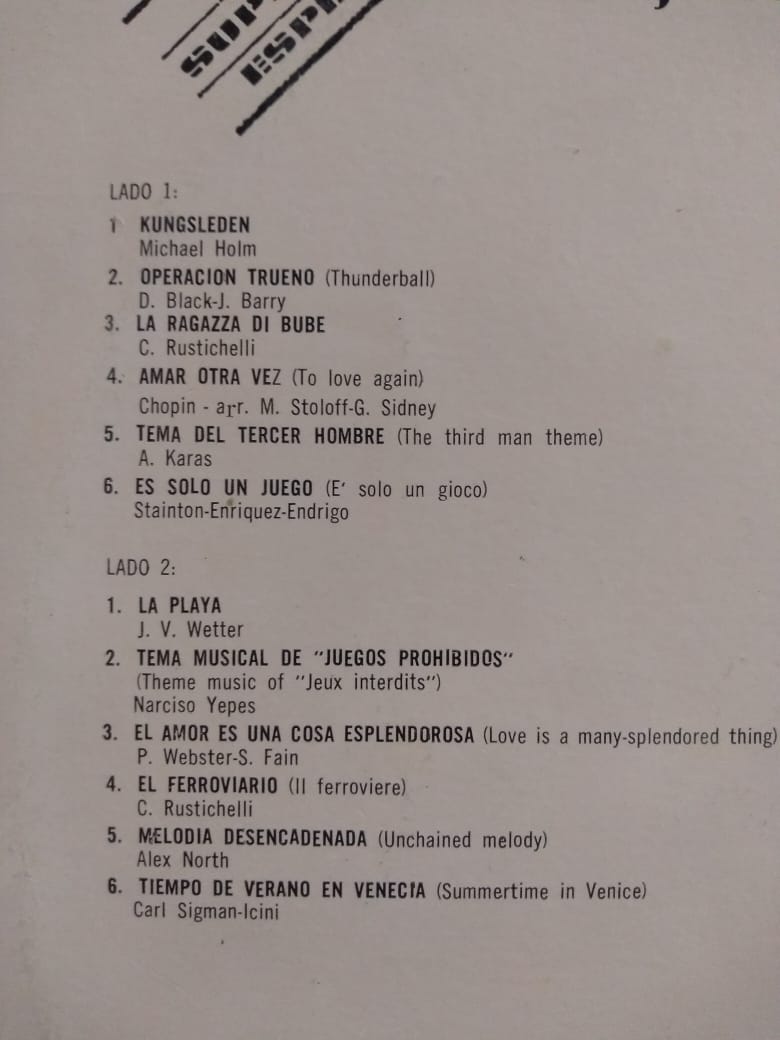 LADO 1:
1 KUNGSLEDEN
Michael Holm
2. OPERACION TRUENO (Thunderball)
D. Black-J. Barry
3. LA RAGAZZA DI BUBE
C. Rustichelli
4. AMAR OTRA VEZ (To love again)
Chopin - arr. M. Stoloff-G. Sidney
5. TEMA DEL TERCER HOMBRE (The third man theme)
A. Karas
6. ES SOLO UN JUEGO (E' solo un gioco)
Stainton-Enriquez-Endrigo
LADO 2:
1. LA PLAYA
J. V. Wetter
2. TEMA MUSICAL DE "JUEGOS PROHIBIDOS"
(Theme music of "Jeux interdits")
Narciso Yepes
3. EL AMOR ES UNA COSA ESPLENDOROSA (Love is a many-splendored thing)
P. Webster-S. Fain
4. EL FERROVIARIO (Il ferroviere)
C. Rustichelli
5. MELODIA DESENCADENADA (Unchained melody)
Alex North
6. TIEMPO DE VERANO EN VENECIA (Summertime in Venice)
Carl Sigman-Icini